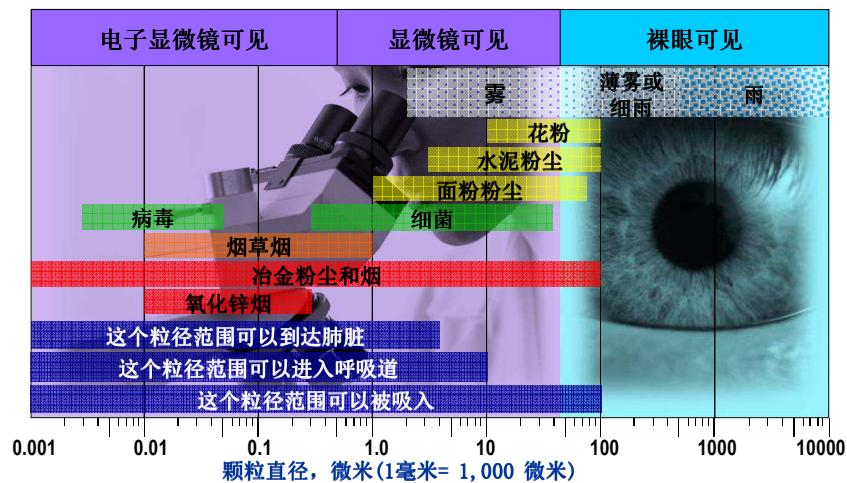 电子显微镜可见
显微镜可见
裸眼可见
雾
薄雾或
细雨
雨
花粉
水泥粉尘
面粉粉尘
病毒
细菌
烟草烟
冶金粉尘和烟
氧化锌烟
这个粒径范围可以到达肺脏
这个粒径范围可以进入呼吸道
这个粒径范围可以被吸入
0.001 0.01 0.1 1.0 10 100 1000 10000
颗粒直径，微米(1毫米= 1,000 微米)